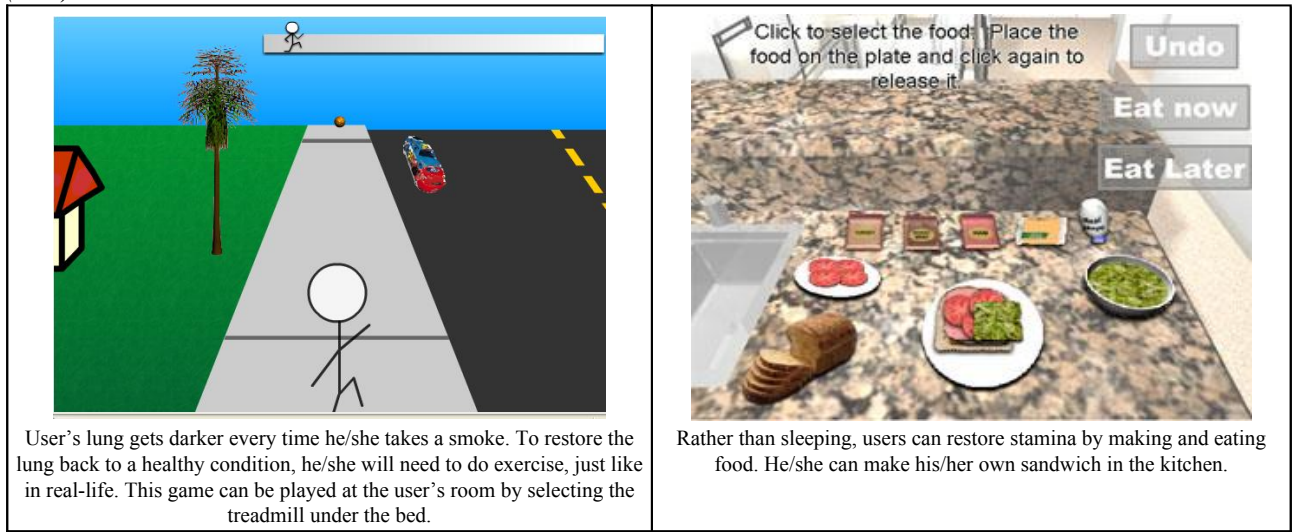 Click to select the food. Place the
food on the plate and click again to
release it.
Undo
Eat now
Eat Later
User's lung gets darker every time he/she takes a smoke. To restore the
lung back to a healthy condition, he/she will need to do exercise, just like
in real-life. This game can be played at the user's room by selecting the
treadmill under the bed.
Rather than sleeping, users can restore stamina by making and eating
food. He/she can make his/her own sandwich in the kitchen.